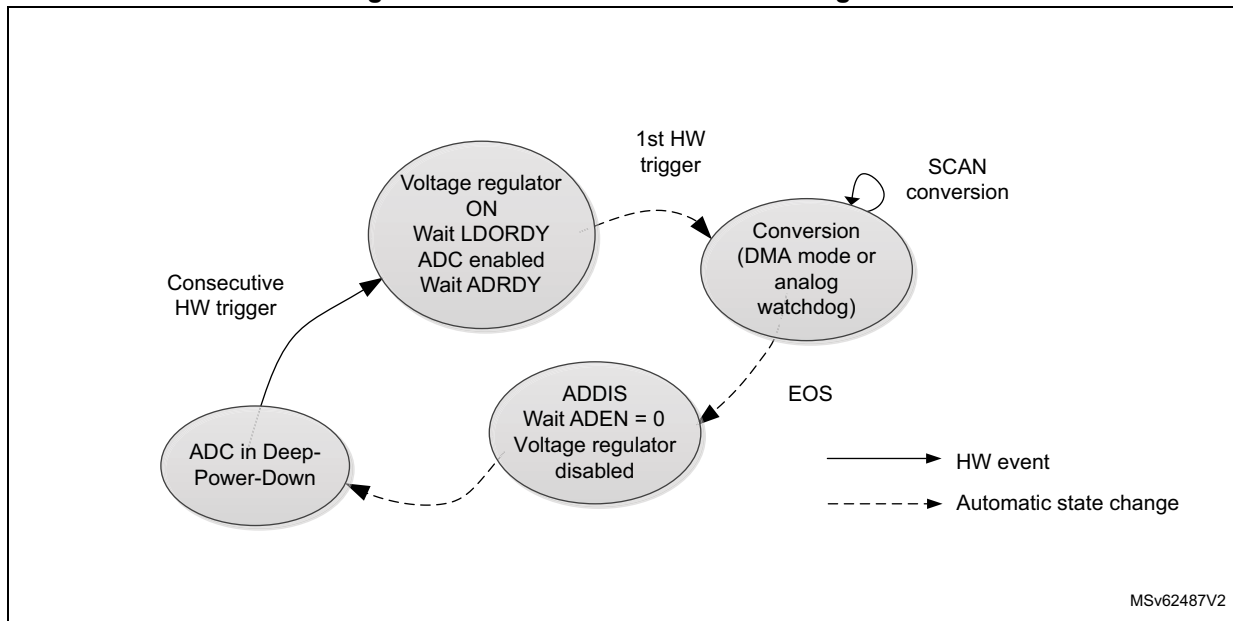 1st HW
trigger
SCAN
conversion
Voltage regulator
ON
Wait LDORDY
ADC enabled
Wait ADRDY
Conversion
(DMA mode or
analog
watchdog)
Consecutive
HW trigger
ADDIS
Wait ADEN = 0
Voltage regulator
disabled
EOS
ADC in Deep-
Power-Down
HW event
Automatic state change
MSv62487V2